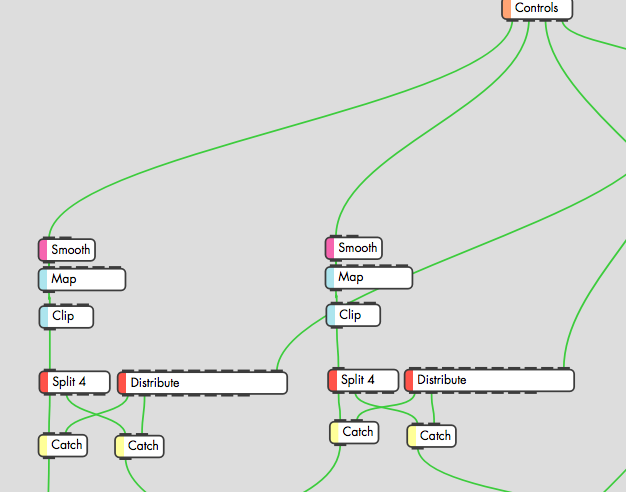 Controls
Smooth
Smooth
Map
Map
Clip
Clip
Split 4
Distribute
Split 4
Distribute
Catch
Catch
Catch
Catch